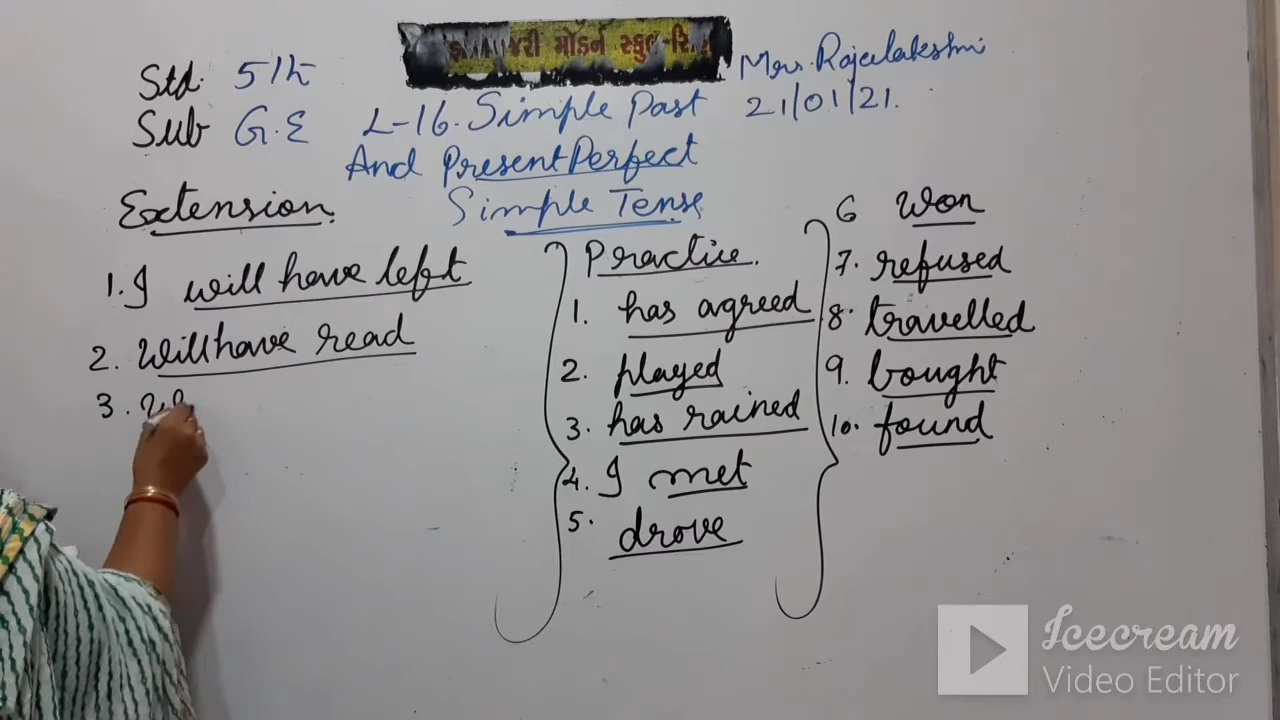 મોડર્ન સ્કુલ
Std. 5th
Mrs. Rajalakshmi
Sub G.E
L-16. Simple Past
21/01/21.
And Present Perfect
Simple Tense
Extension.
1. I will have left
2. Will have read
3.
Practice.
1. has agreed
2. played
3. has rained
4. I met
5. drove
6 Won
7. refused
8. travelled
9. bought
10. found
Icecream
Video Editor